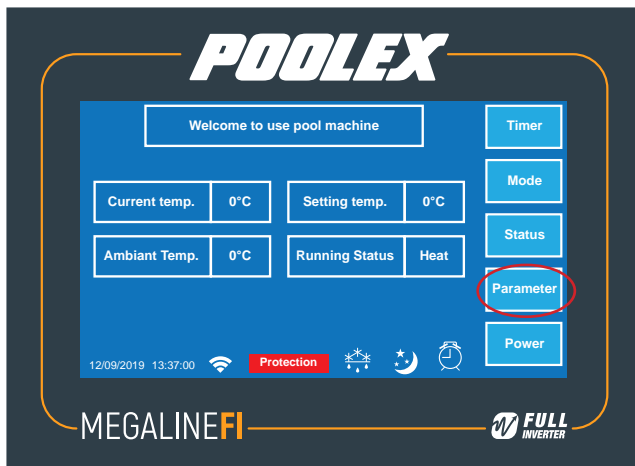 POOLEX
Welcome to use pool machine
Timer
Mode
Current temp. 0°C Setting temp. 0°C
Status
Ambiant Temp. 0°C Running Status Heat
Parameter
Power
12/09/2019 13:37:00 Protection
MEGALINEFI
FULL
INVERTER